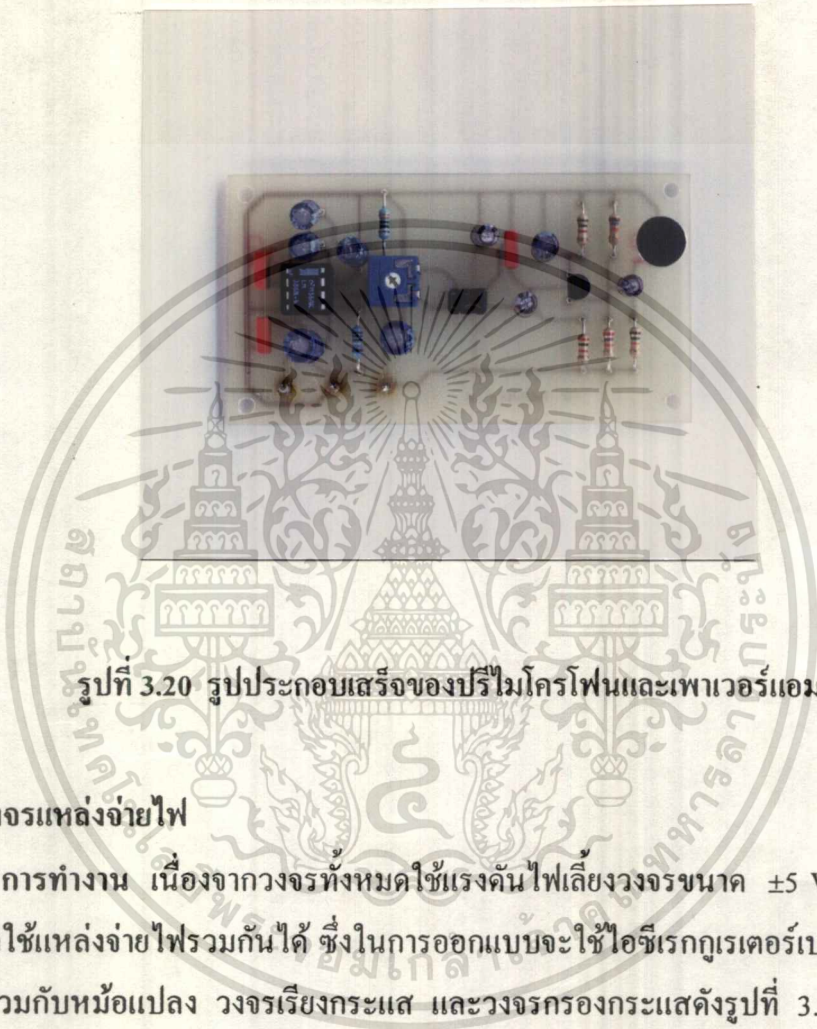 รูปที่ 3.20 รูปประกอบเสร็จของปรีไมโครโฟนและเพาเวอร์แอม
จรแหล่งจ่ายไฟ
การทำงาน เนื่องจากวงจรทั้งหมดใช้แรงดันไฟเลี้ยงวงจรขนาด ±5 V
ใช้แหล่งจ่ายไฟรวมกันได้ ซึ่งในการออกแบบจะใช้ไอซีเรกกูเรเตอร์เบ
วมกับหม้อแปลง วงจรเรียงกระแส และวงจรกรองกระแสดังรูปที่ 3.